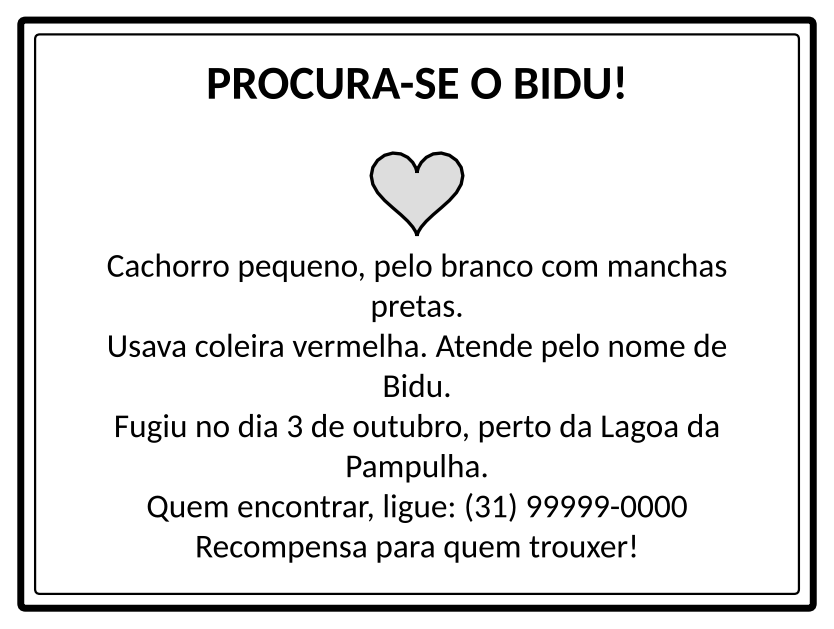 PROCURA-SE O BIDU!
Cachorro pequeno, pelo branco com manchas
pretas.
Usava coleira vermelha. Atende pelo nome de
Bidu.
Fugiu no dia 3 de outubro, perto da Lagoa da
Pampulha.
Quem encontrar, ligue: (31) 99999-0000
Recompensa para quem trouxer!